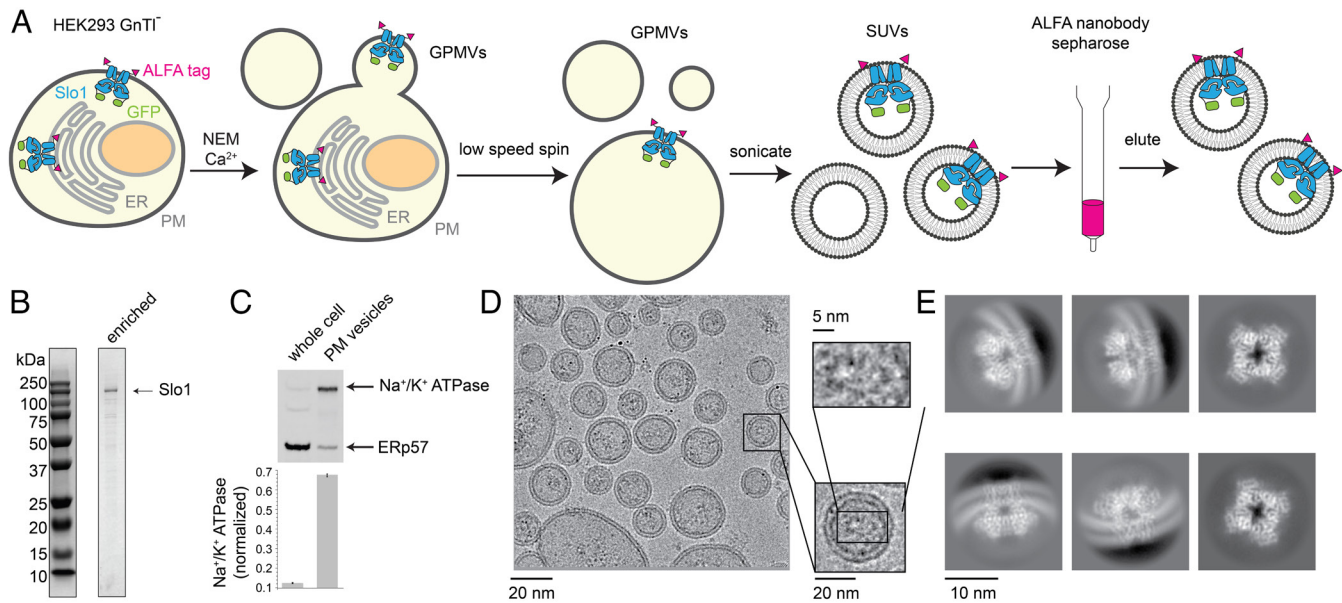 A
HEK293 GnTI⁻
ALFA tag
Slo1
GFP
ER
PM
NEM
Ca²⁺
GPMVs
ER
PM
low speed spin
GPMVs
sonicate
SUVs
ALFA nanobody
sepharose
elute
B
enriched
kDa
250
150
100
75
50
37
25
20
15
10
Slo1
C
whole cell
PM vesicles
Na⁺/K⁺ ATPase
ERp57
Na⁺/K⁺ ATPase
(normalized)
0.7
0.6
0.5
0.4
0.3
0.2
0.1
D
20 nm
5 nm
20 nm
E
10 nm